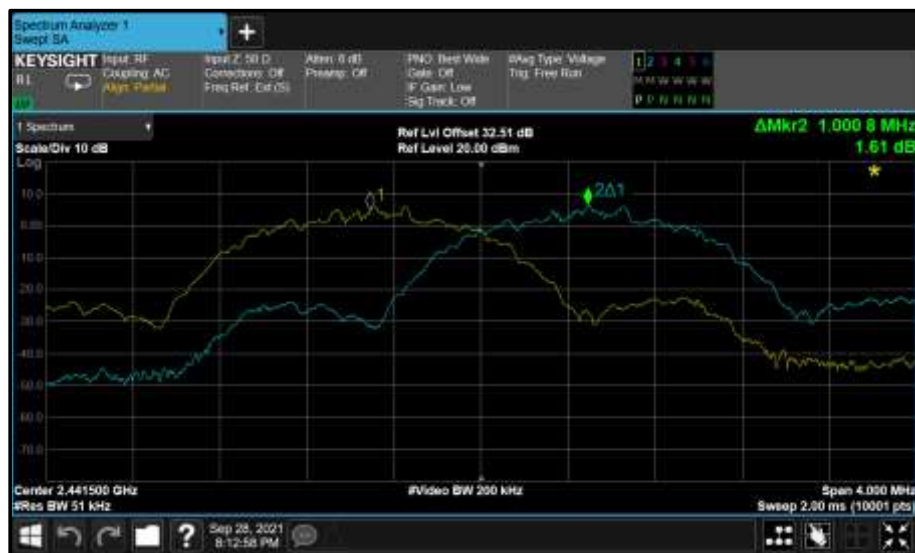 Spectrum Analyzer 1
Swept SA
+
KEYSIGHT
R L
Input: RF
Coupling: AC
Align: Partial
Input Z: 50 Ω
Corrections: Off
Freq Ref: Ext (S)
Atten: 6 dB
Preamp: Off
PNO: Best Wide
Gate: Off
IF Gain: Low
Sig Track: Off
#Avg Type: Voltage
Trig: Free Run
1 2 3 4 5 6
M W W W W W
P P N N N N
1 Spectrum
Scale/Div 10 dB
Log
Ref Lvl Offset 32.51 dB
Ref Level 20.00 dBm
ΔMkr2 1.000 8 MHz
1.61 dB
*
1
2Δ1
10.0
0.00
-10.0
-20.0
-30.0
-40.0
-50.0
-60.0
-70.0
Center 2.441500 GHz
#Res BW 51 kHz
#Video BW 200 kHz
Span 4.000 MHz
Sweep 2.00 ms (10001 pts)
?
Sep 28, 2021
8:12:58 PM